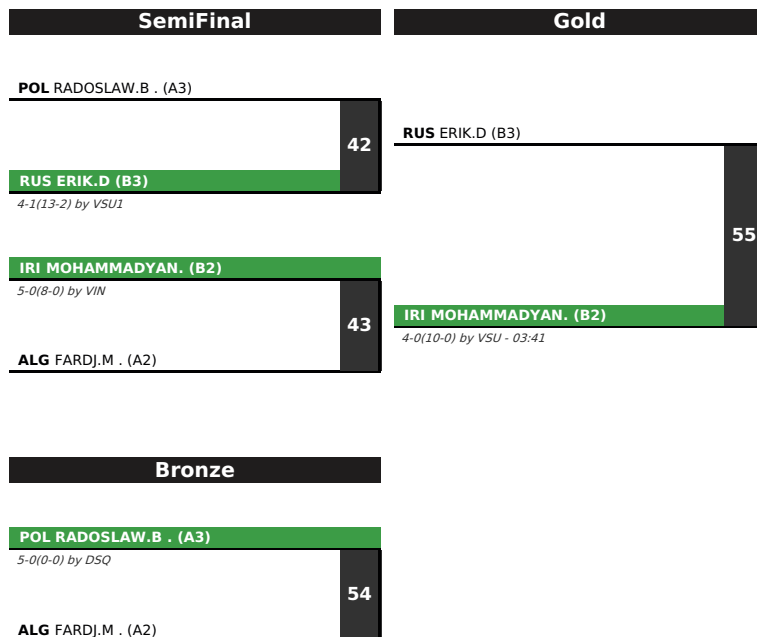 SemiFinal
POL RADOSLAW.B . (A3)
42
RUS ERIK.D (B3)
4-1(13-2) by VSU1
IRI MOHAMMADYAN. (B2)
5-0(8-0) by VIN
43
ALG FARDJ.M . (A2)
Gold
RUS ERIK.D (B3)
55
IRI MOHAMMADYAN. (B2)
4-0(10-0) by VSU - 03:41
Bronze
POL RADOSLAW.B . (A3)
5-0(0-0) by DSQ
54
ALG FARDJ.M . (A2)